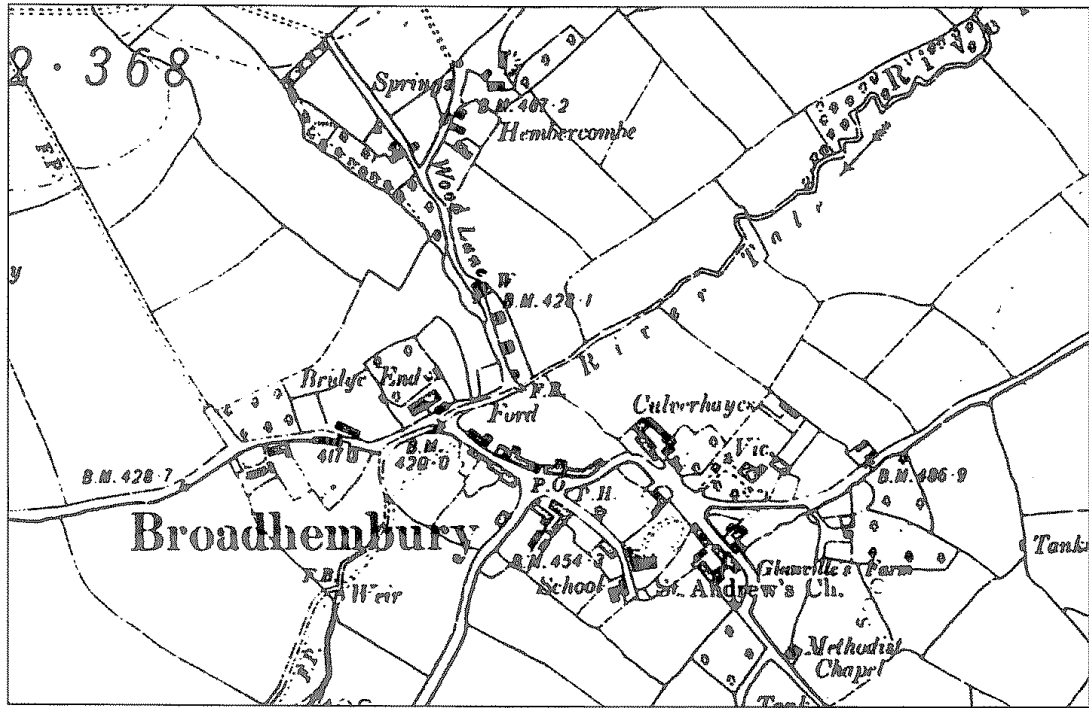 2·368
Springs
B.M. 467·2
Hembercombe
Wood Lane
W
B.M. 428·1
River Tale
F.P.
Bridge End
F.B.
Ford
Culverhayes
Vic.
417
B.M. 420·0
B.M. 428·7
B.M. 486·9
P.O.
P.H.
Broadhembury
Tank
B.M. 454·3
Glanville's Farm
School
St. Andrew's Ch.
F.B.
Weir
Methodist Chapel
Tank